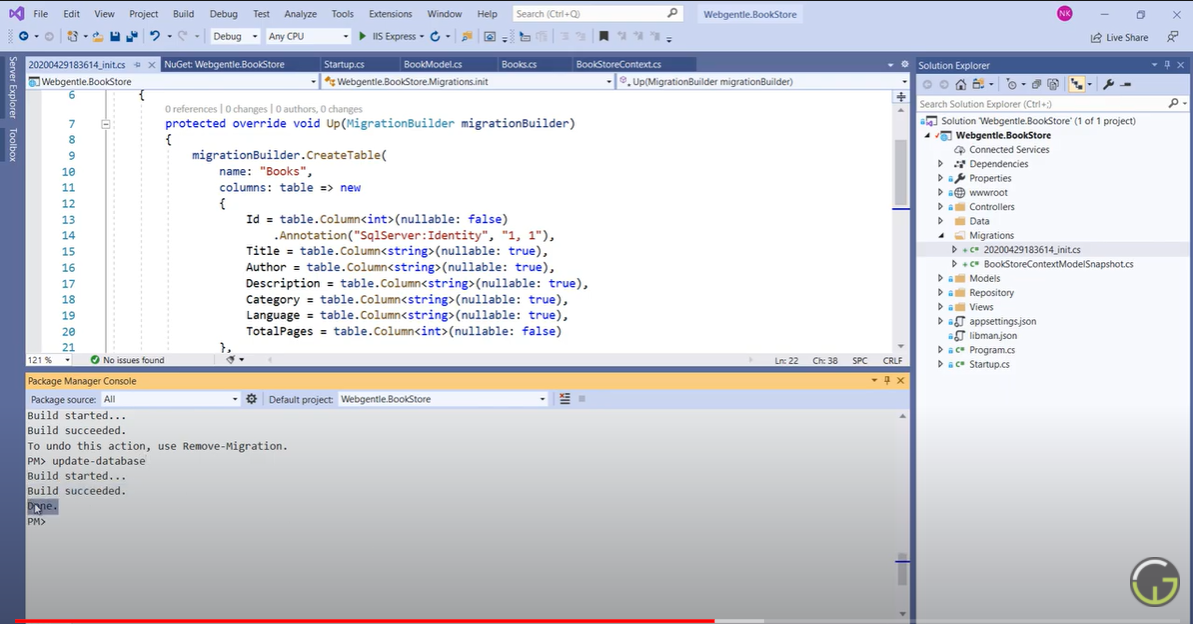 File Edit View Project Build Debug Test Analyze Tools Extensions Window Help Search (Ctrl+Q) Webgentle.BookStore NK
Debug Any CPU IIS Express Live Share
Server Explorer
Toolbox
20200429183614_init.cs NuGet: Webgentle.BookStore Startup.cs BookModel.cs Books.cs BookStoreContext.cs
Webgentle.BookStore Webgentle.BookStore.Migrations.init Up(MigrationBuilder migrationBuilder)
6 {
0 references | 0 changes | 0 authors, 0 changes
7 protected override void Up(MigrationBuilder migrationBuilder)
8 {
9 migrationBuilder.CreateTable(
10 name: "Books",
11 columns: table => new
12 {
13 Id = table.Column<int>(nullable: false)
14 .Annotation("SqlServer:Identity", "1, 1"),
15 Title = table.Column<string>(nullable: true),
16 Author = table.Column<string>(nullable: true),
17 Description = table.Column<string>(nullable: true),
18 Category = table.Column<string>(nullable: true),
19 Language = table.Column<string>(nullable: true),
20 TotalPages = table.Column<int>(nullable: false)
21 },
121 % No issues found Ln: 22 Ch: 38 SPC CRLF
Package Manager Console
Package source: All Default project: Webgentle.BookStore
Build started...
Build succeeded.
To undo this action, use Remove-Migration.
PM> update-database
Build started...
Build succeeded.
Done.
PM>
Solution Explorer
Search Solution Explorer (Ctrl+;)
Solution 'Webgentle.BookStore' (1 of 1 project)
Webgentle.BookStore
Connected Services
Dependencies
Properties
wwwroot
Controllers
Data
Migrations
20200429183614_init.cs
BookStoreContextModelSnapshot.cs
Models
Repository
Views
appsettings.json
libman.json
Program.cs
Startup.cs